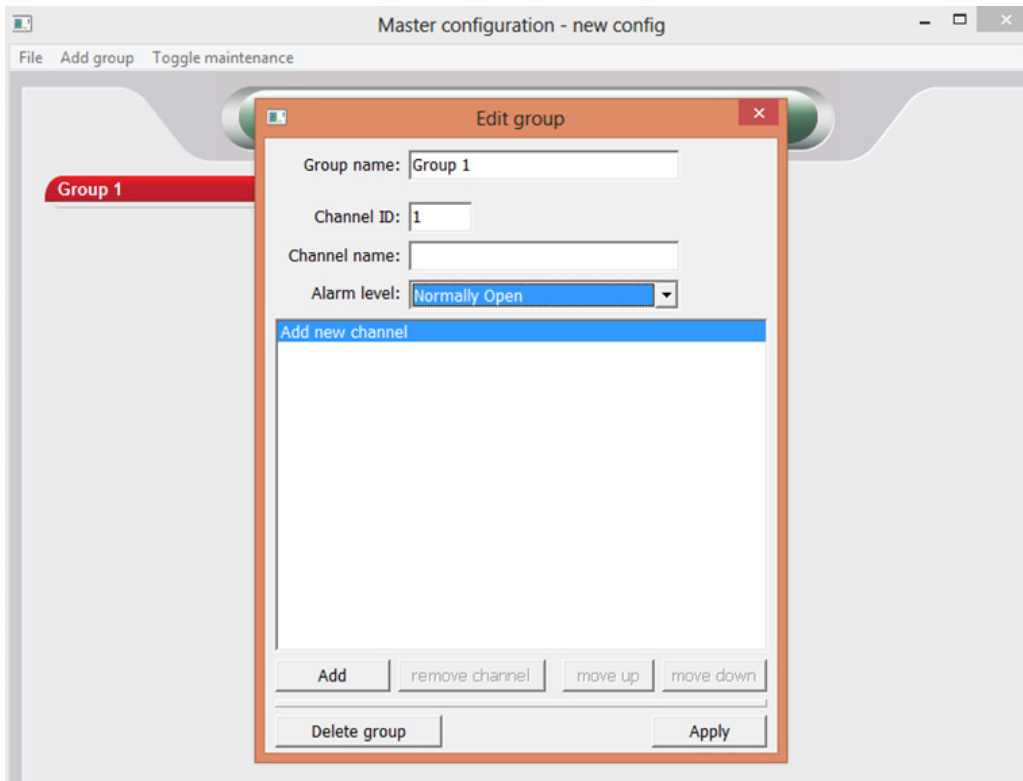 Master configuration - new config
File Add group Toggle maintenance
Edit group
Group name: Group 1
Group 1
Channel ID: 1
Channel name:
Alarm level: Normally Open
Add new channel
Add remove channel move up move down
Delete group Apply